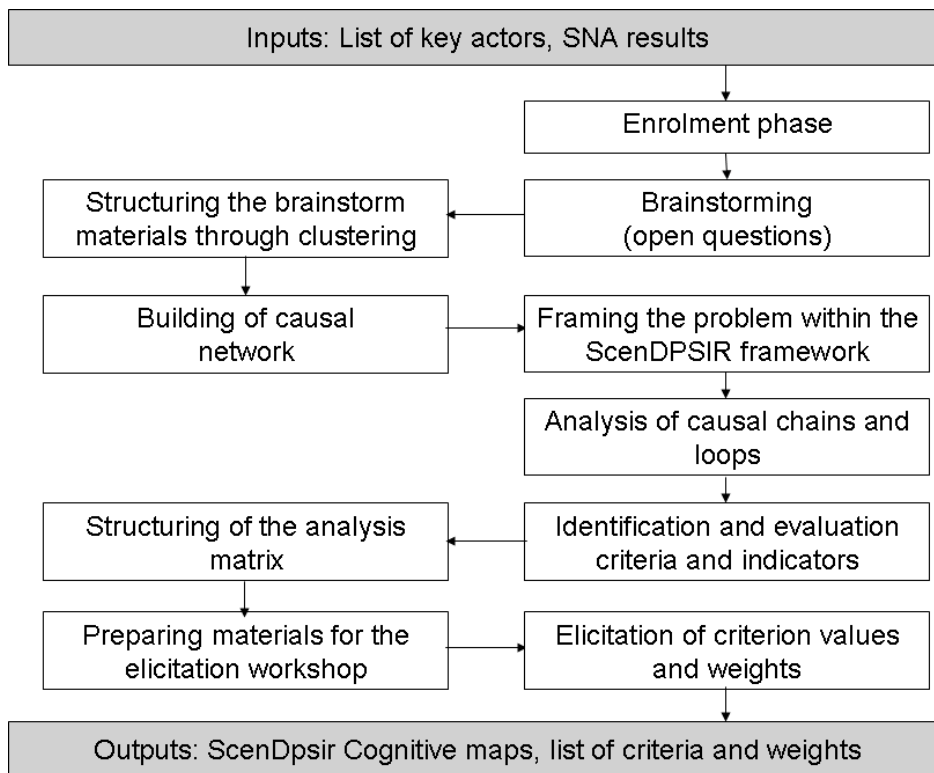 Inputs: List of key actors, SNA results
Enrolment phase
Brainstorming
(open questions)
Structuring the brainstorm
materials through clustering
Building of causal
network
Framing the problem within the
ScenDPSIR framework
Analysis of causal chains and
loops
Identification and evaluation
criteria and indicators
Structuring of the analysis
matrix
Preparing materials for the
elicitation workshop
Elicitation of criterion values
and weights
Outputs: ScenDpsir Cognitive maps, list of criteria and weights